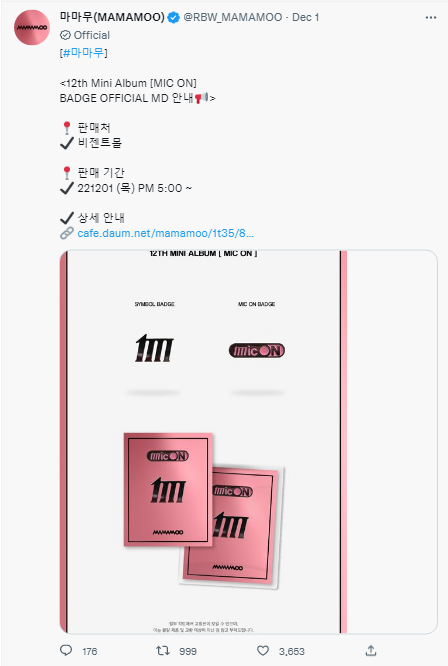 마마무(MAMAMOO) @RBW_MAMAMOO · Dec 1
Official
[#마마무]
<12th Mini Album [MIC ON]
BADGE OFFICIAL MD 안내📢>
📍 판매처
✔ 비젠트몰
📍 판매 기간
✔ 221201 (목) PM 5:00 ~
✔ 상세 안내
🔗 cafe.daum.net/mamamoo/1t35/8...
12TH MINI ALBUM [ MIC ON ]
SYMBOL BADGE
MIC ON BADGE
1m
mic ON
mic ON
1m
MAMAMOO
mic ON
1m
MAMAMOO
176
999
3,653